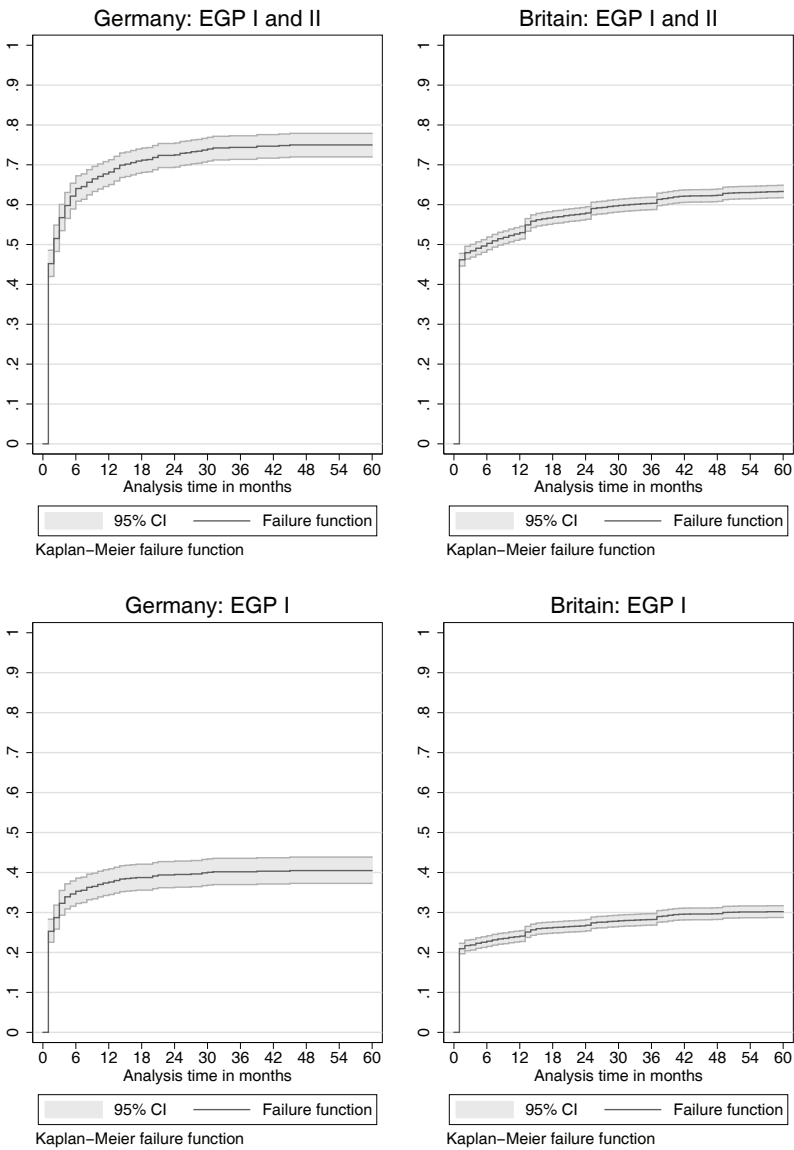 Germany: EGP I and II
1
.9
.8
.7
.6
.5
.4
.3
.2
.1
0
0 6 12 18 24 30 36 42 48 54 60
Analysis time in months
95% CI Failure function
Kaplan−Meier failure function
Britain: EGP I and II
1
.9
.8
.7
.6
.5
.4
.3
.2
.1
0
0 6 12 18 24 30 36 42 48 54 60
Analysis time in months
95% CI Failure function
Kaplan−Meier failure function
Germany: EGP I
1
.9
.8
.7
.6
.5
.4
.3
.2
.1
0
0 6 12 18 24 30 36 42 48 54 60
Analysis time in months
95% CI Failure function
Kaplan−Meier failure function
Britain: EGP I
1
.9
.8
.7
.6
.5
.4
.3
.2
.1
0
0 6 12 18 24 30 36 42 48 54 60
Analysis time in months
95% CI Failure function
Kaplan−Meier failure function